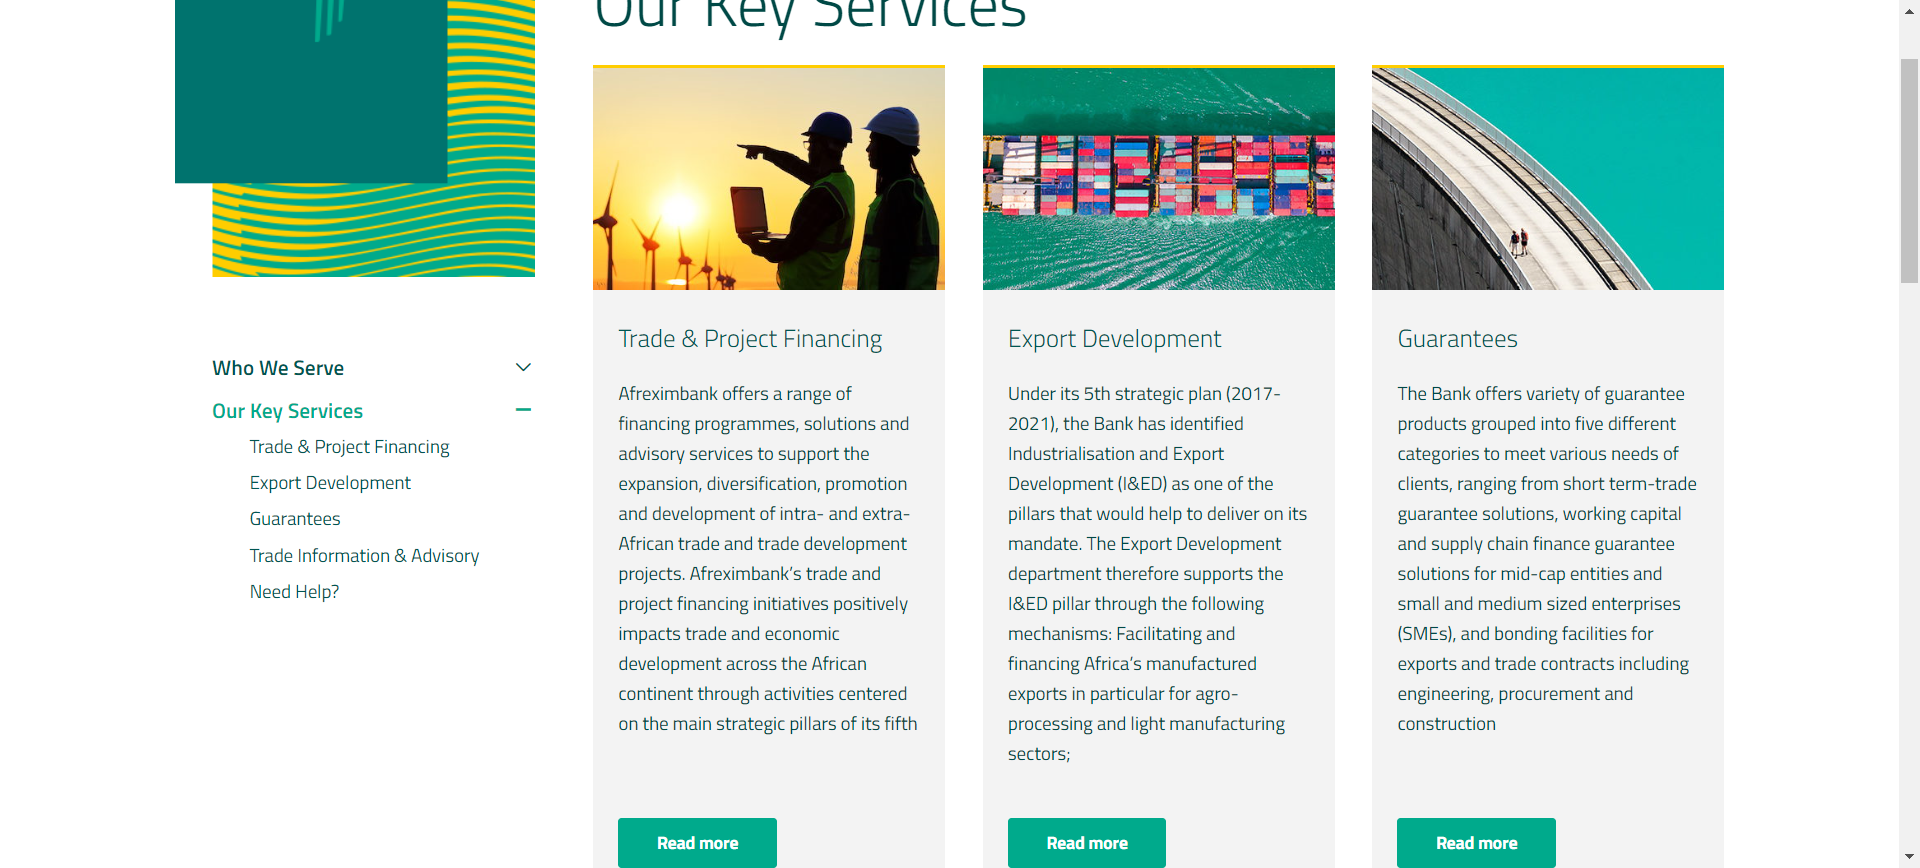 Our Key Services
Who We Serve
Our Key Services
Trade & Project Financing
Export Development
Guarantees
Trade Information & Advisory
Need Help?
Trade & Project Financing
Afreximbank offers a range of
financing programmes, solutions and
advisory services to support the
expansion, diversification, promotion
and development of intra- and extra-
African trade and trade development
projects. Afreximbank’s trade and
project financing initiatives positively
impacts trade and economic
development across the African
continent through activities centered
on the main strategic pillars of its fifth
Read more
Export Development
Under its 5th strategic plan (2017-
2021), the Bank has identified
Industrialisation and Export
Development (I&ED) as one of the
pillars that would help to deliver on its
mandate. The Export Development
department therefore supports the
I&ED pillar through the following
mechanisms: Facilitating and
financing Africa’s manufactured
exports in particular for agro-
processing and light manufacturing
sectors;
Read more
Guarantees
The Bank offers variety of guarantee
products grouped into five different
categories to meet various needs of
clients, ranging from short term-trade
guarantee solutions, working capital
and supply chain finance guarantee
solutions for mid-cap entities and
small and medium sized enterprises
(SMEs), and bonding facilities for
exports and trade contracts including
engineering, procurement and
construction
Read more